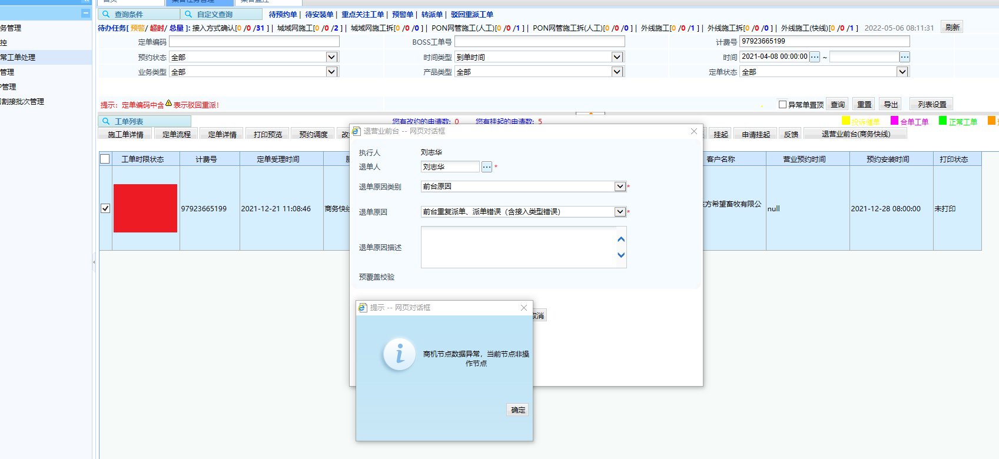 务管理
控
常工单处理
管理
P管理
割接批次管理
查询条件
自定义查询
待预约单 | 待安装单 | 重点关注工单 | 预警单 | 转派单 | 驳回重派工单
待办任务[ 预警/ 超时/ 总量 ]: 接入方式确认[0 /0 /31 ] | 城域网施工[0 /0 /2 ] | 城域网施工拆[0 /0 /0 ] | PON网管施工(人工)[0 /0 /1 ] | PON网管施工拆(人工)[0 /0 /0 ] | 外线施工[0 /0 /1 ] | 外线施工拆[0 /0 /0 ] | 外线施工(快线)[0 /0 /1 ] 2022-05-06 08:11:31 刷新
定单编码
BOSS工单号
计费号 97923665199
预约状态 全部
时间类型 到单时间
时间 2021-04-08 00:00:00 ... ~ ...
业务类型 全部
产品类型 全部
定单状态 全部
提示: 定单编码中含 表示驳回重派!
异常单置顶 查询 重置 导出 列表设置
工单列表
您有改约的申请数: 0
您有挂起的申请数: 5
投诉催单
合单工单
正常工单
施工单详情 定单流程 定单详情 打印预览 预约调度 改 挂起 申请挂起 反馈 退营业前台(商务快线)
工单时限状态 计费号 定单受理时间 客户名称 营业预约时间 预约安装时间 打印状态
97923665199 2021-12-21 11:08:46 商务快线 方希望畜牧有限公 null 2021-12-28 08:00:00 未打印
退营业前台 -- 网页对话框
执行人 刘志华
退单人 刘志华 ... *
退单原因类别 前台原因 *
退单原因 前台重复派单、派单错误（含接入类型错误） *
退单原因描述
预覆盖校验
取消
提示 -- 网页对话框
商机节点数据异常，当前节点非操
作节点
确定